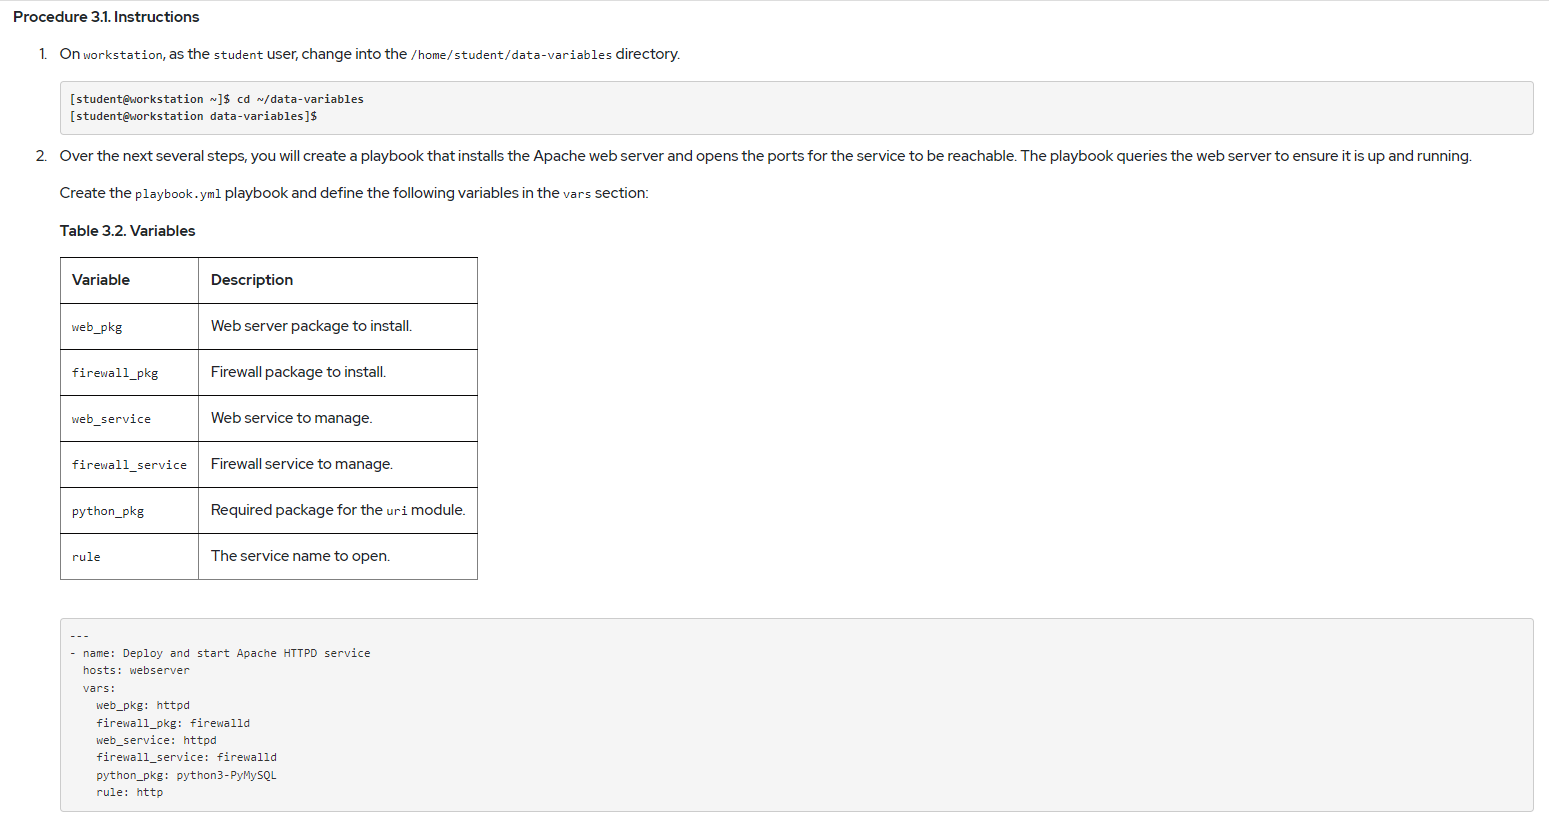 Procedure 3.1. Instructions
1. On workstation, as the student user, change into the /home/student/data-variables directory.
[student@workstation ~]$ cd ~/data-variables
[student@workstation data-variables]$
2. Over the next several steps, you will create a playbook that installs the Apache web server and opens the ports for the service to be reachable. The playbook queries the web server to ensure it is up and running.
Create the playbook.yml playbook and define the following variables in the vars section:
Table 3.2. Variables
Variable Description
web_pkg Web server package to install.
firewall_pkg Firewall package to install.
web_service Web service to manage.
firewall_service Firewall service to manage.
python_pkg Required package for the uri module.
rule The service name to open.
---
- name: Deploy and start Apache HTTPD service
  hosts: webserver
  vars:
    web_pkg: httpd
    firewall_pkg: firewalld
    web_service: httpd
    firewall_service: firewalld
    python_pkg: python3-PyMySQL
    rule: http